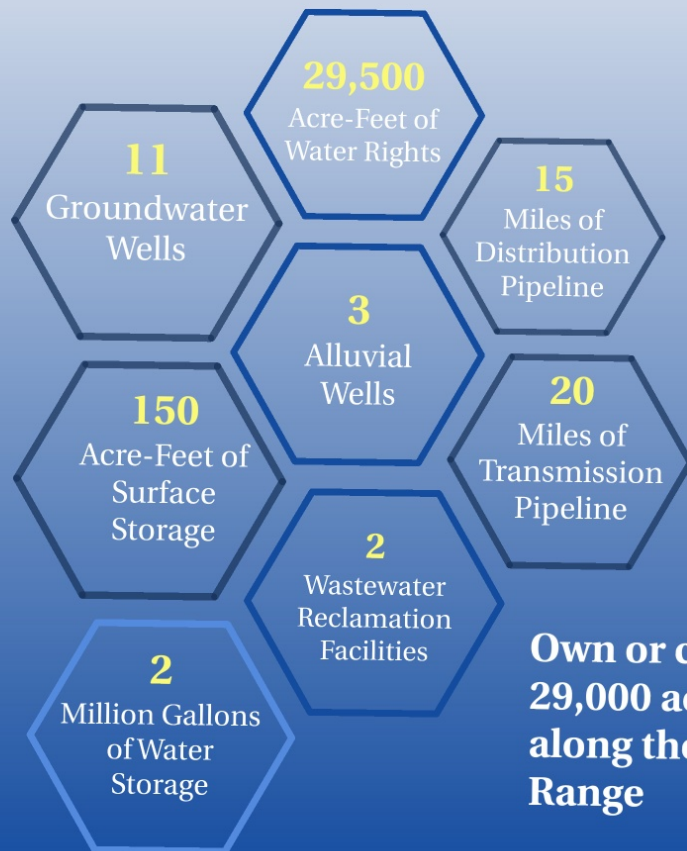 29,500
Acre-Feet of
Water Rights
11
Groundwater
Wells
15
Miles of
Distribution
Pipeline
3
Alluvial
Wells
150
Acre-Feet of
Surface
Storage
20
Miles of
Transmission
Pipeline
2
Wastewater
Reclamation
Facilities
2
Million Gallons
of Water
Storage
Own or
29,000
along
Range